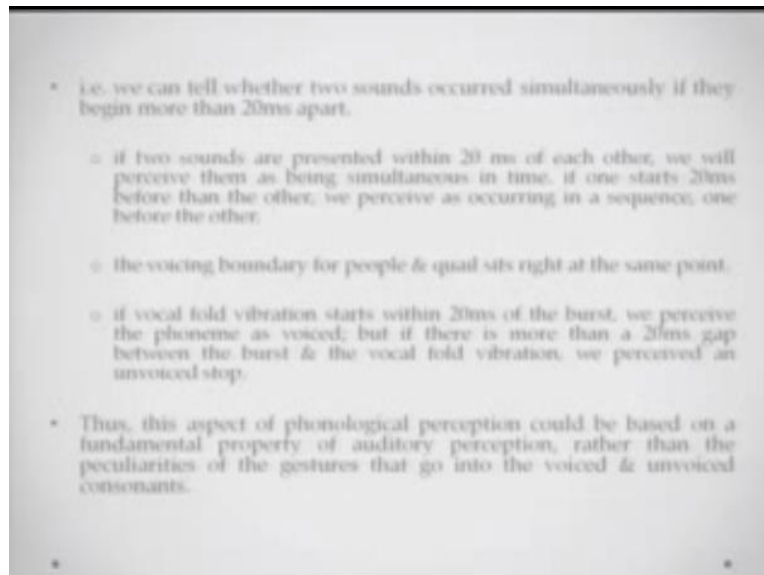 • i.e. we can tell whether two sounds occurred simultaneously if they
begin more than 20ms apart.
o if two sounds are presented within 20 ms of each other, we will
perceive them as being simultaneous in time. if one starts 20ms
before than the other, we perceive as occurring in a sequence, one
before the other.
o the voicing boundary for people & quail sits right at the same point.
o if vocal fold vibration starts within 20ms of the burst, we perceive
the phoneme as voiced; but if there is more than a 20ms gap
between the burst & the vocal fold vibration, we perceived an
unvoiced stop.
• Thus, this aspect of phonological perception could be based on a
fundamental property of auditory perception, rather than the
peculiarities of the gestures that go into the voiced & unvoiced
consonants.